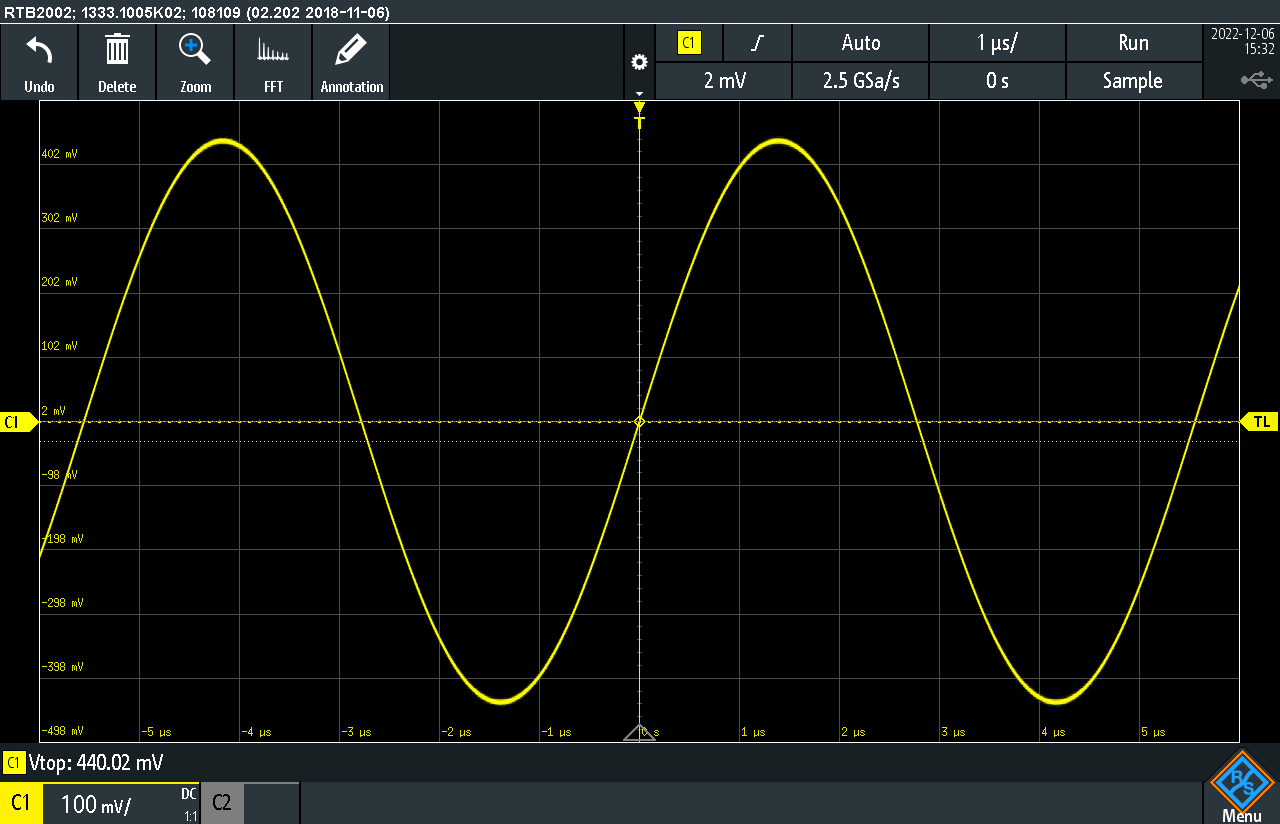 RTB2002; 1333.1005K02; 108109 (02.202 2018-11-06)
Undo
Delete
Zoom
FFT
Annotation
C1
Auto
1 µs/
Run
2 mV
2.5 GSa/s
0 s
Sample
2022-12-06
15:32
T
402 mV
302 mV
202 mV
102 mV
2 mV
C1
TL
-98 mV
-198 mV
-298 mV
-398 mV
-498 mV
-5 µs
-4 µs
-3 µs
-2 µs
-1 µs
0 s
1 µs
2 µs
3 µs
4 µs
5 µs
C1 Vtop: 440.02 mV
C1
100 mV/
DC
1:1
C2
R S
Menu